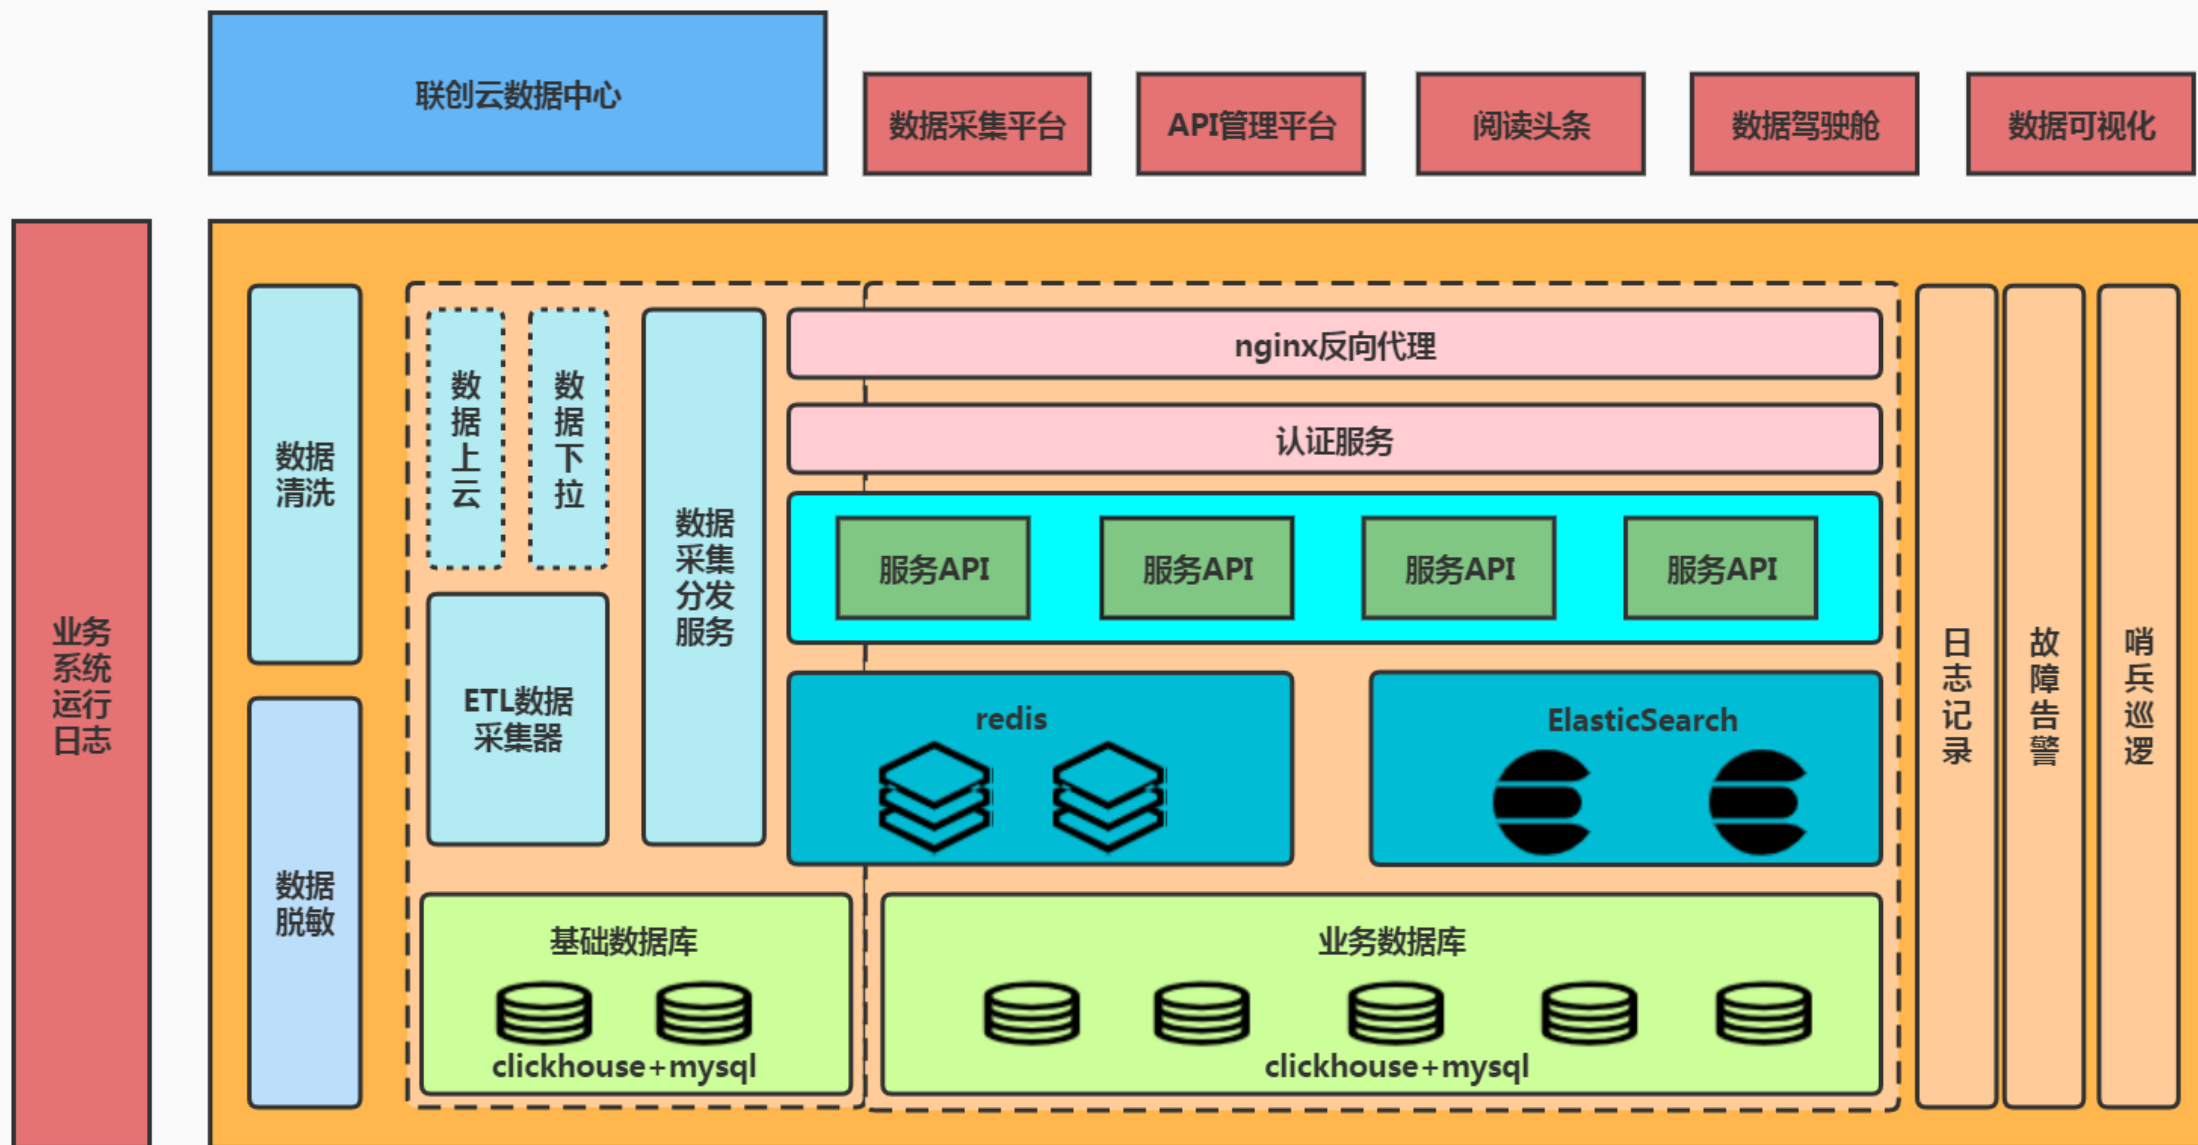 联创云数据中心
数据采集平台
API管理平台
阅读头条
数据驾驶舱
数据可视化
业务
系统
运行
日志
数据
清洗
数据
脱敏
数
据
上
云
数
据
下
拉
ETL数据
采集器
数据
采集
分发
服务
nginx反向代理
认证服务
服务API
服务API
服务API
服务API
redis
ElasticSearch
基础数据库
clickhouse+mysql
业务数据库
clickhouse+mysql
日
志
记
录
故
障
告
警
哨
兵
巡
逻